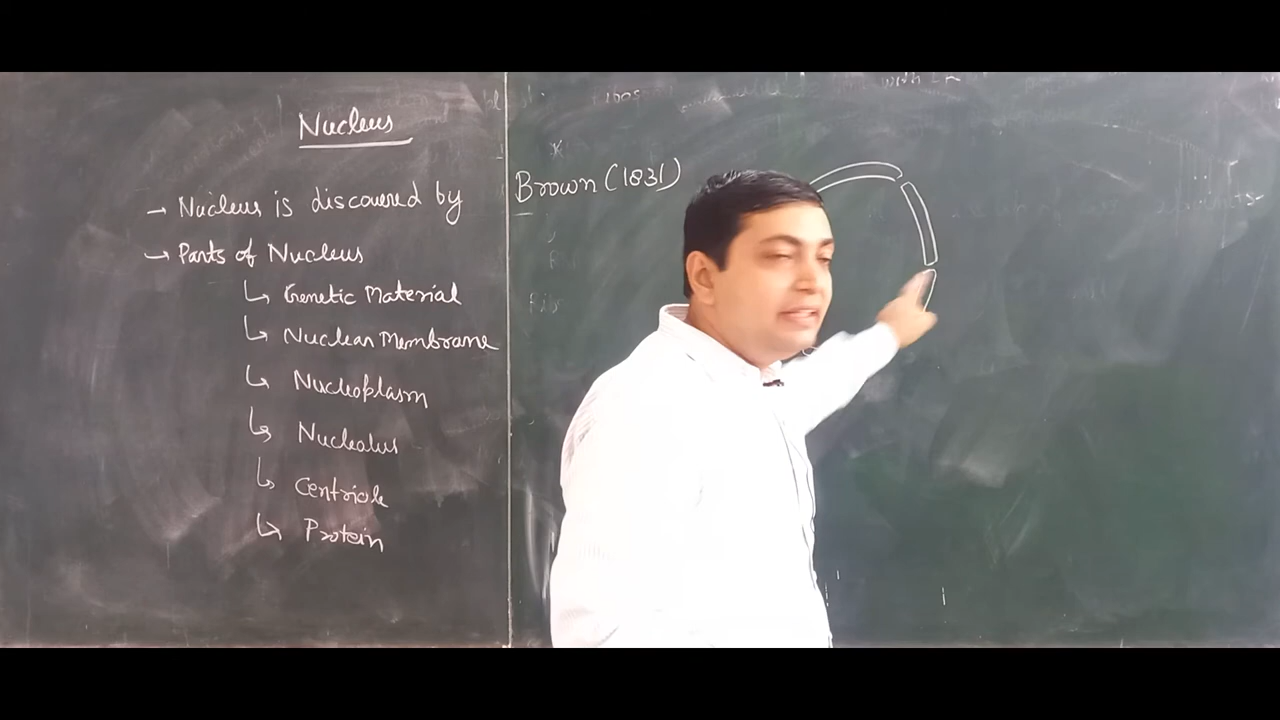 Nucleus
→ Nucleus is discovered by Brown (1831)
→ Parts of Nucleus
↳ Genetic Material
↳ Nuclear Membrane
↳ Nucleoplasm
↳ Nucleolus
↳ Centriole
↳ Protein